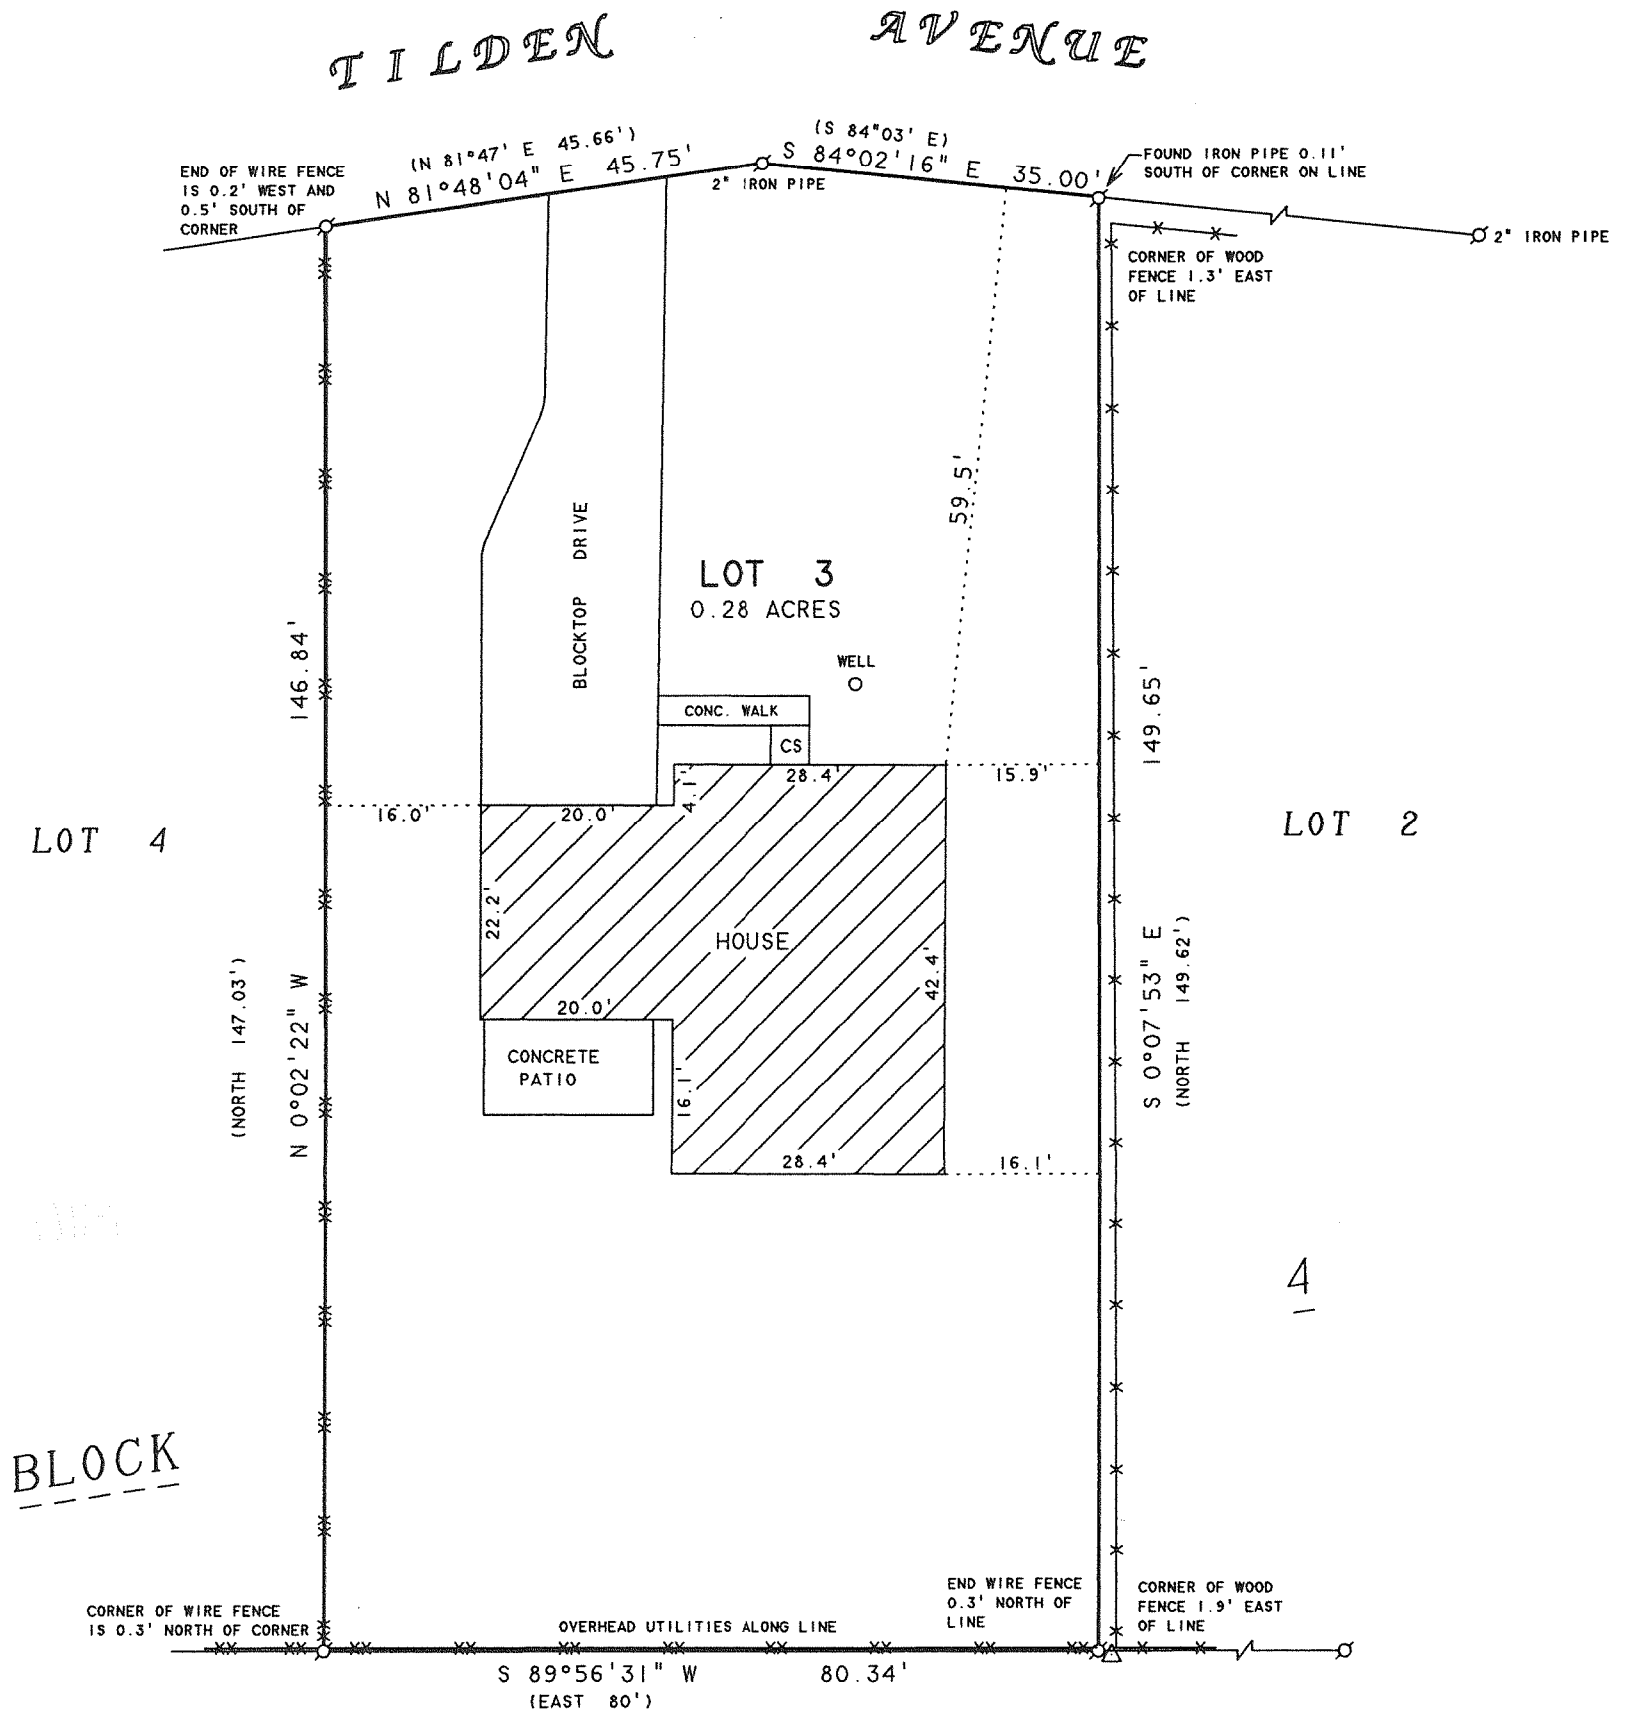 TILDEN AVENUE
(N 81°47' E 45.66')
N 81°48'04" E 45.75'
(S 84"03' E)
S 84°02'16" E 35.00'
2" IRON PIPE
END OF WIRE FENCE
IS 0.2' WEST AND
0.5' SOUTH OF
CORNER
FOUND IRON PIPE 0.11'
SOUTH OF CORNER ON LINE
2" IRON PIPE
CORNER OF WOOD
FENCE 1.3' EAST
OF LINE
59.5'
BLOCKTOP DRIVE
LOT 3
0.28 ACRES
WELL
CONC. WALK
CS
146.84'
149.65'
28.4'
15.9'
4.1'
16.0'
20.0'
LOT 4
LOT 2
22.2'
HOUSE
42.4'
20.0'
(NORTH 147.03')
N 0°02'22" W
S 0°07'53" E
(NORTH 149.62')
CONCRETE
PATIO
16.1'
28.4'
16.1'
4
BLOCK
CORNER OF WIRE FENCE
IS 0.3' NORTH OF CORNER
OVERHEAD UTILITIES ALONG LINE
END WIRE FENCE
0.3' NORTH OF
LINE
CORNER OF WOOD
FENCE 1.9' EAST
OF LINE
S 89°56'31" W 80.34'
(EAST 80')